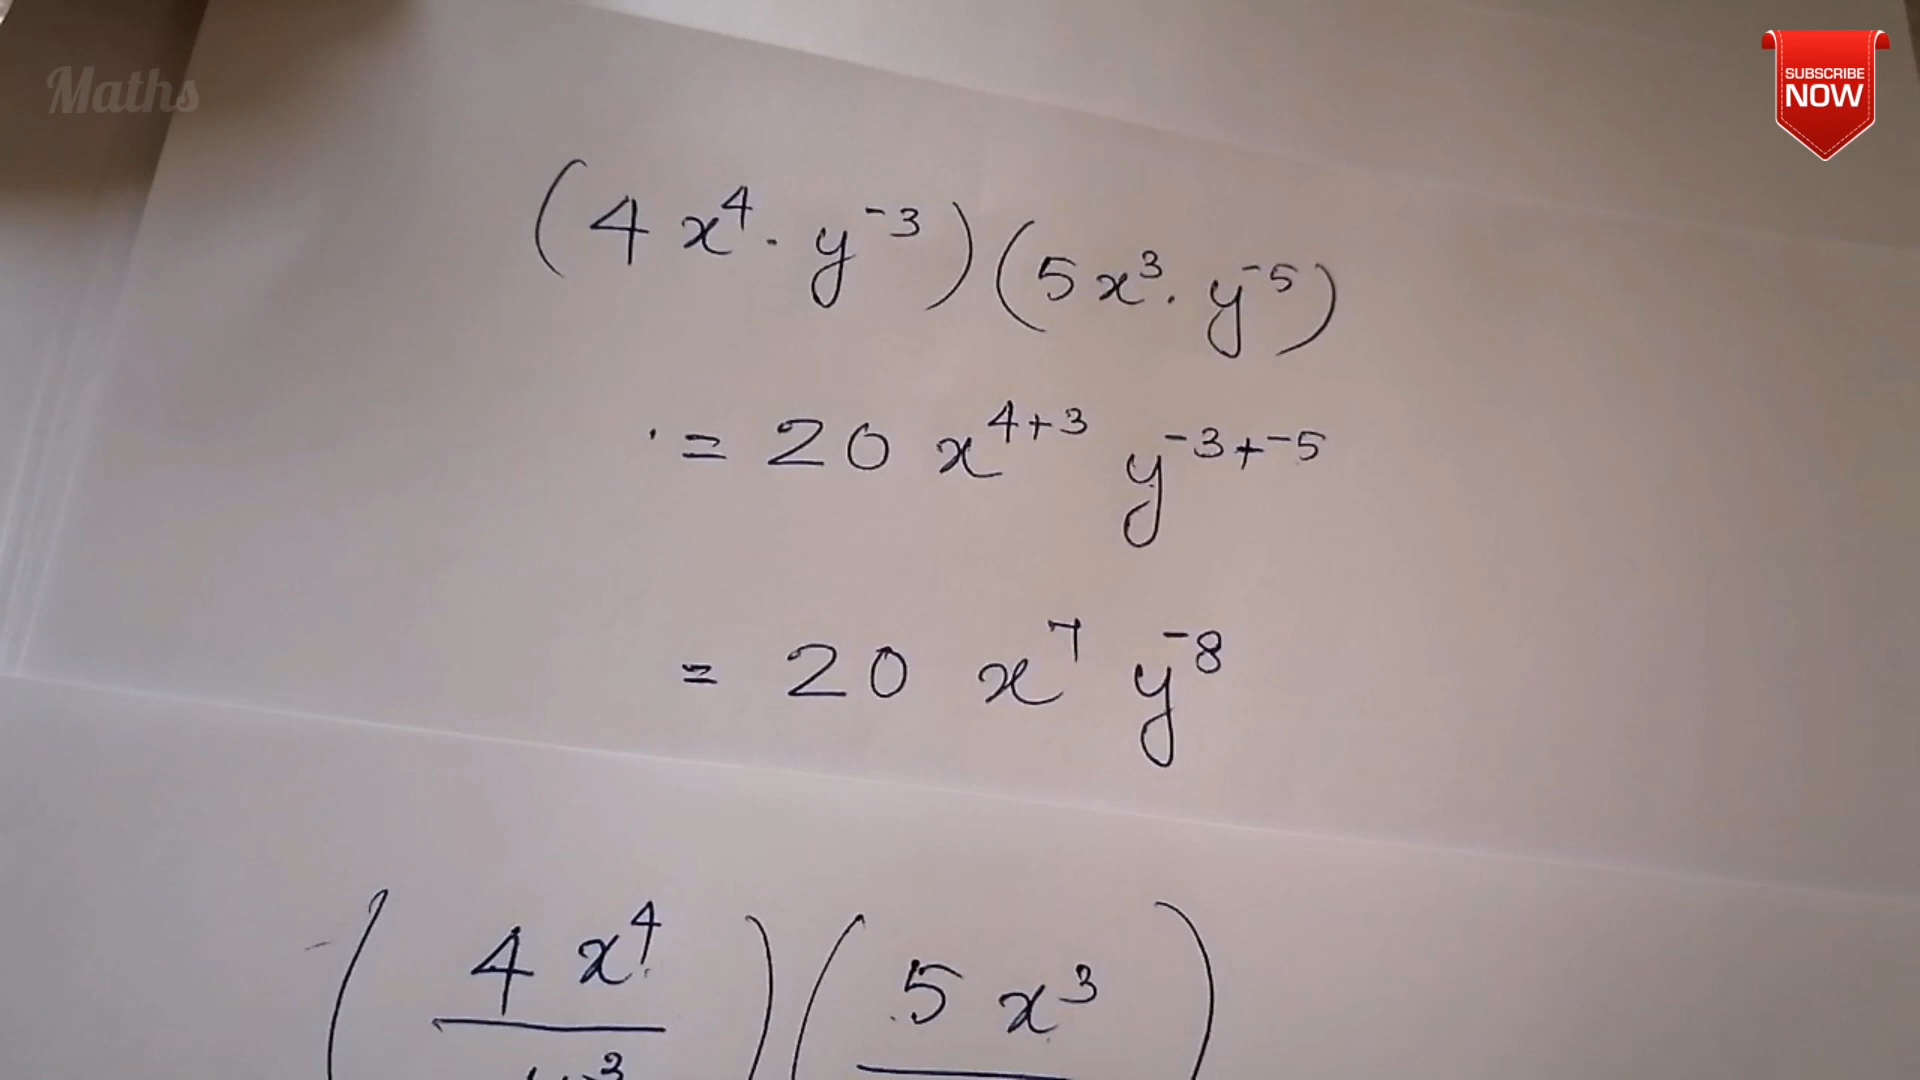 Maths
SUBSCRIBE
NOW
(4x⁴ · y⁻³)(5x³ · y⁻⁵)
= 20 x⁴⁺³ y⁻³⁺⁻⁵
= 20 x⁷ y⁻⁸
(4x⁴)(5x³)